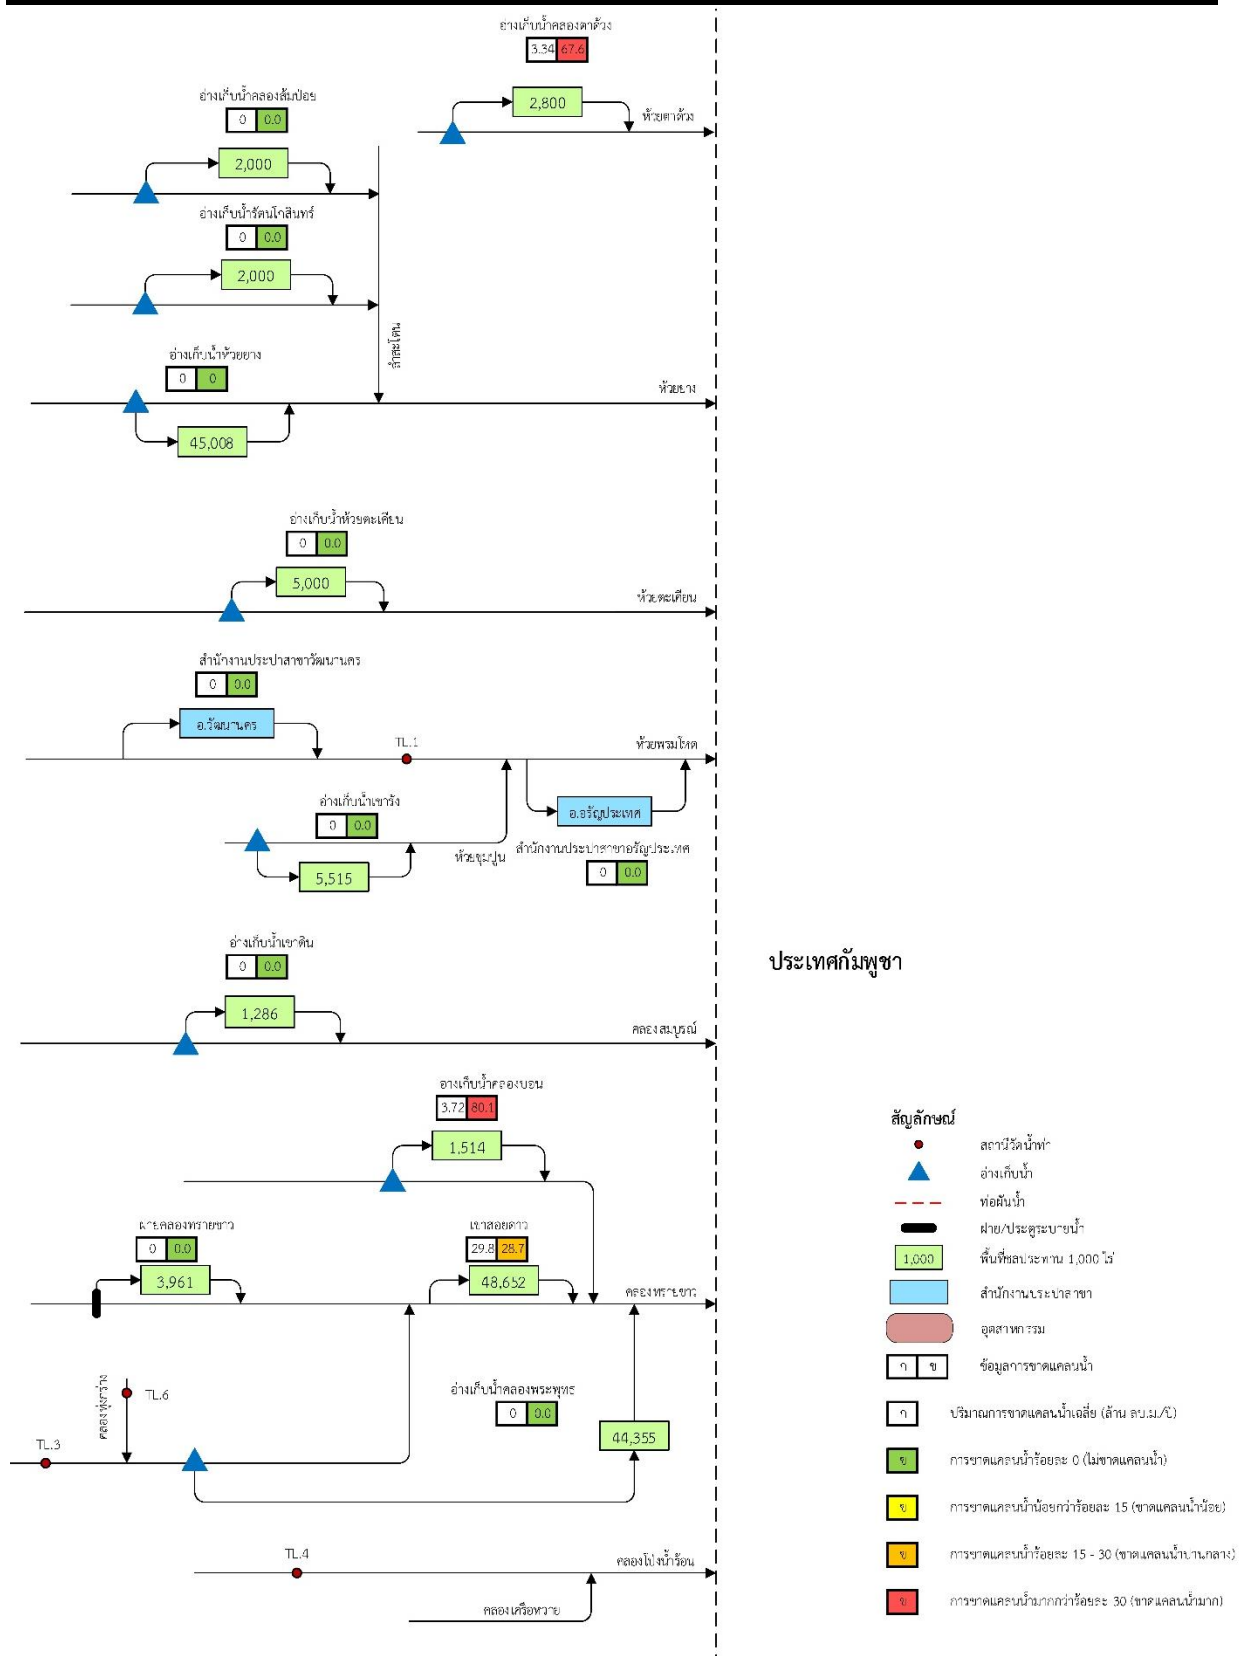 อ่างเก็บน้ำคลองตาด้วง
3.34 67.6
2,800
ห้วยตาด้วง
อ่างเก็บน้ำคลองส้มป่อย
0 0.0
2,000
อ่างเก็บน้ำรัตนโกสินทร์
0 0.0
2,000
ลำสะโตน
อ่างเก็บน้ำห้วยยาง
0 0
ห้วยยาง
45,008
อ่างเก็บน้ำห้วยตะเคียน
0 0.0
5,000
ห้วยตะเคียน
สำนักงานประปาสาขาวัฒนานคร
0 0.0
อ.วัฒนานคร
TL.1
ห้วยพรมโหด
อ่างเก็บน้ำเขารัง
0 0.0
อ.อรัญประเทศ
ห้วยชุมปูน
สำนักงานประปาสาขาอรัญประเทศ
0 0.0
5,515
อ่างเก็บน้ำเขาดิน
0 0.0
1,286
คลองสมบูรณ์
ประเทศกัมพูชา
อ่างเก็บน้ำคลองบอน
3.72 80.1
1,514
ฝายคลองทรายขาว
0 0.0
3,961
เขาสอยดาว
29.8 28.7
48,652
คลองทรายขาว
คลองทุ่งกร่าง
TL.6
TL.3
อ่างเก็บน้ำคลองพระพุทธ
0 0.0
44,355
TL.4
คลองโป่งน้ำร้อน
คลองเครือหวาย
สัญลักษณ์
สถานีวัดน้ำท่า
อ่างเก็บน้ำ
ท่อผันน้ำ
ฝาย/ประตูระบายน้ำ
1,000 พื้นที่ชลประทาน 1,000 ไร่
สำนักงานประปาสาขา
อุตสาหกรรม
ก ข ข้อมูลการขาดแคลนน้ำ
ก ปริมาณการขาดแคลนน้ำเฉลี่ย (ล้าน ลบ.ม./ปี)
ข การขาดแคลนน้ำร้อยละ 0 (ไม่ขาดแคลนน้ำ)
ข การขาดแคลนน้ำน้อยกว่าร้อยละ 15 (ขาดแคลนน้ำน้อย)
ข การขาดแคลนน้ำร้อยละ 15 - 30 (ขาดแคลนน้ำปานกลาง)
ข การขาดแคลนน้ำมากกว่าร้อยละ 30 (ขาดแคลนน้ำมาก)